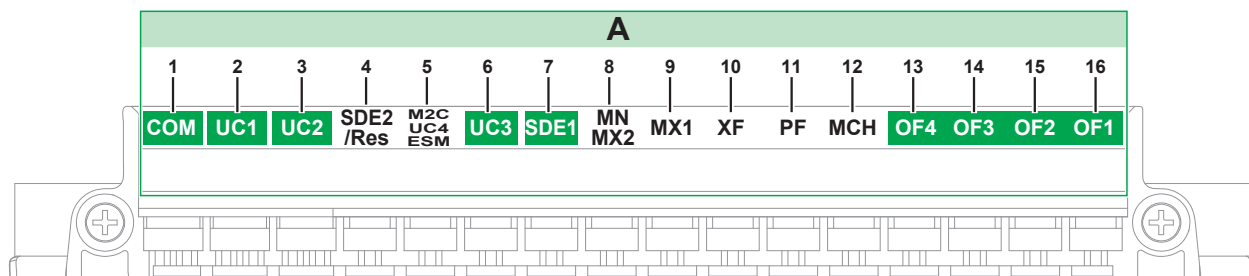 A
1 2 3 4 5 6 7 8 9 10 11 12 13 14 15 16
COM UC1 UC2 SDE2 /Res M2C UC4 ESM UC3 SDE1 MN MX2 MX1 XF PF MCH OF4 OF3 OF2 OF1